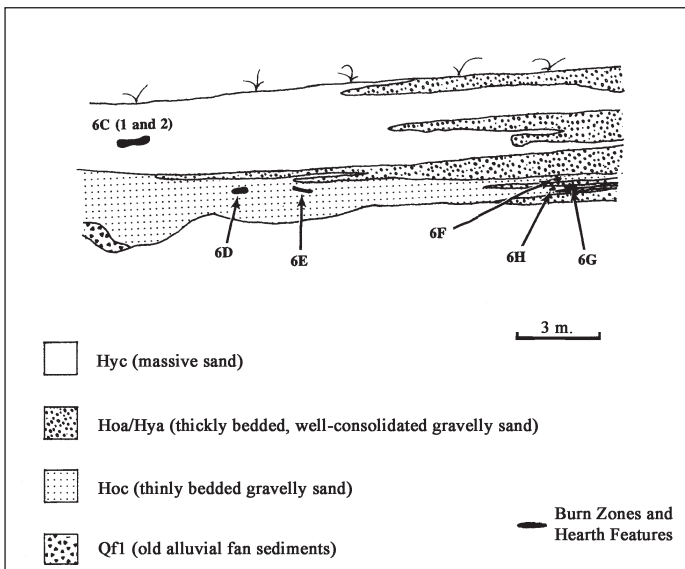 6C (1 and 2)
6D
6E
6F
6H
6G
3 m.
Hyc (massive sand)
Hoa/Hya (thickly bedded, well-consolidated gravelly sand)
Hoc (thinly bedded gravelly sand)
Burn Zones and
Hearth Features
Qf1 (old alluvial fan sediments)